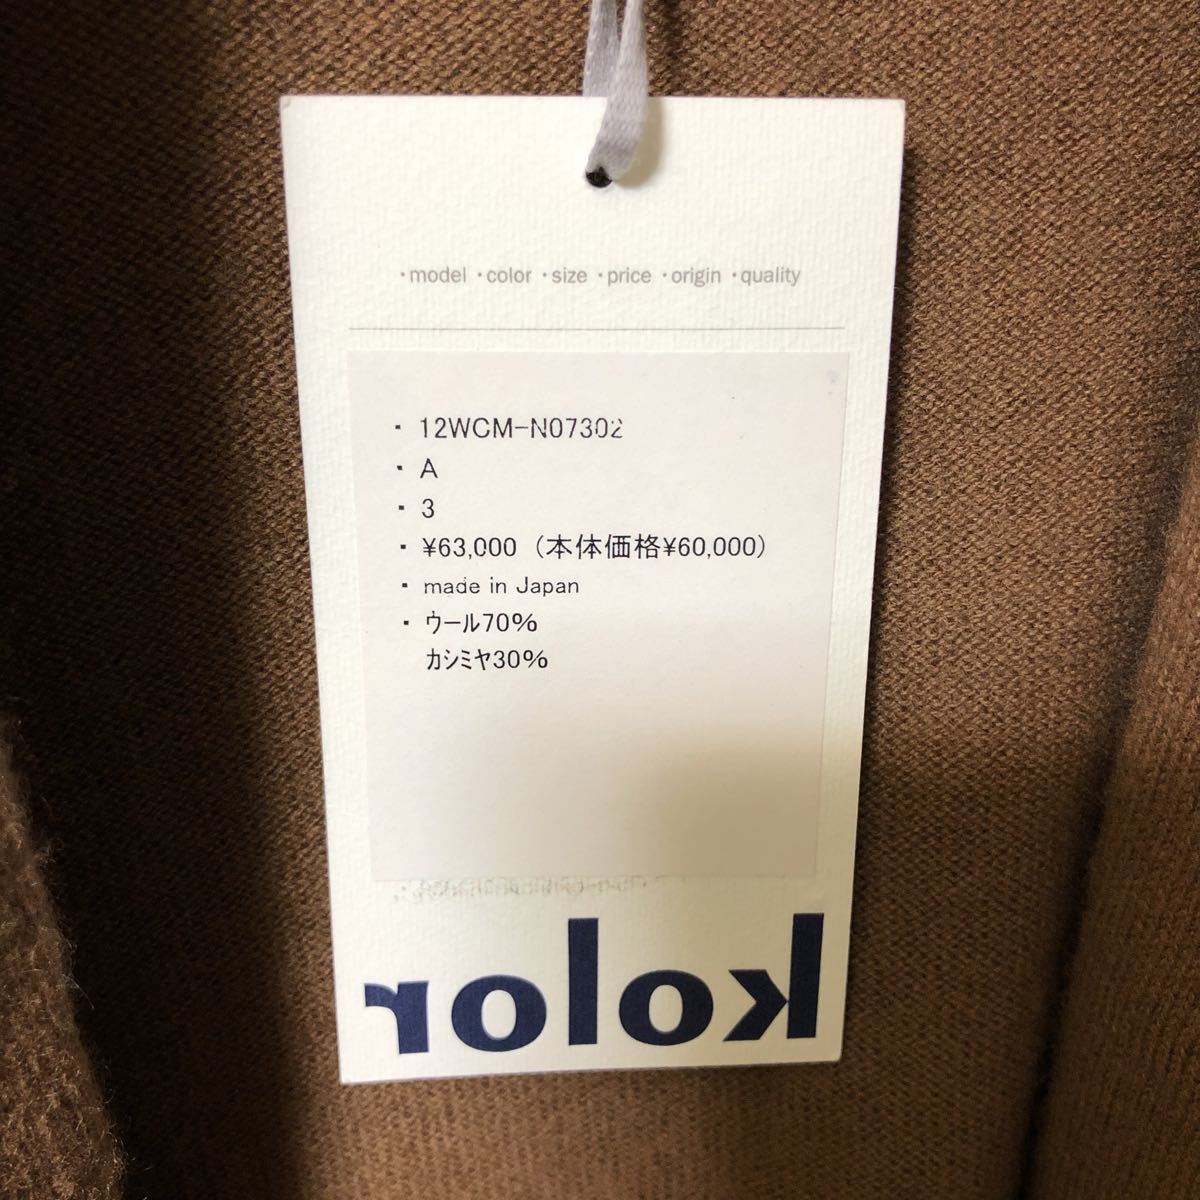 ·model ·color ·size ·price ·origin ·quality
· 12WCM-N07302
· A
· 3
· ¥63,000 (本体価格¥60,000)
· made in Japan
· ウール70%
カシミヤ30%
kolor